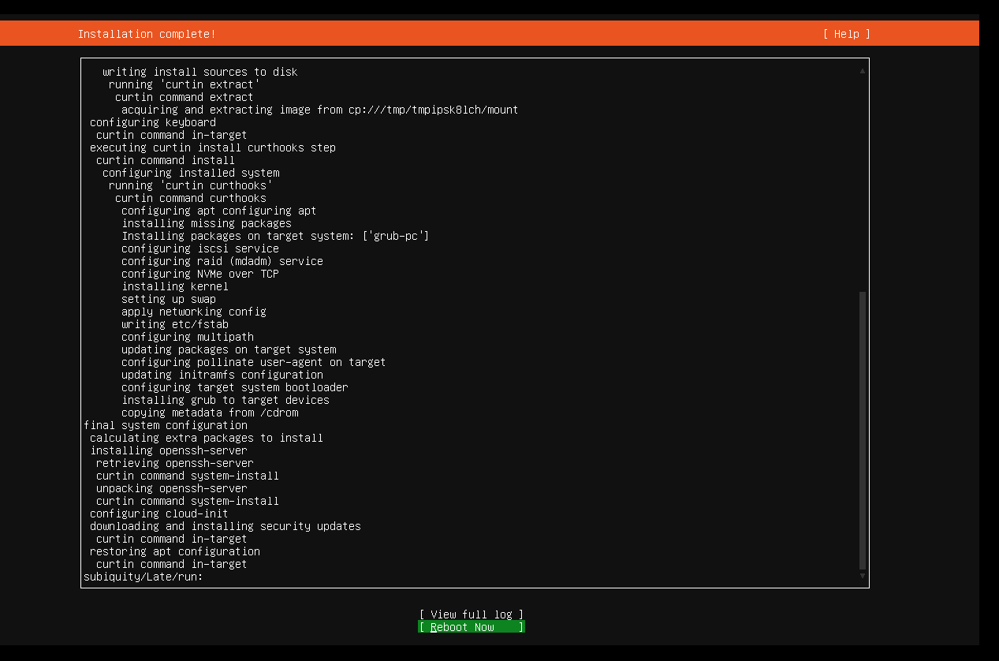 Installation complete! [ Help ]
writing install sources to disk
running 'curtin extract'
curtin command extract
acquiring and extracting image from cp:///tmp/tmpipsk8lch/mount
configuring keyboard
curtin command in-target
executing curtin install curthooks step
curtin command install
configuring installed system
running 'curtin curthooks'
curtin command curthooks
configuring apt configuring apt
installing missing packages
Installing packages on target system: ['grub-pc']
configuring iscsi service
configuring raid (mdadm) service
configuring NVMe over TCP
installing kernel
setting up swap
apply networking config
writing etc/fstab
configuring multipath
updating packages on target system
configuring pollinate user-agent on target
updating initramfs configuration
configuring target system bootloader
installing grub to target devices
copying metadata from /cdrom
final system configuration
calculating extra packages to install
installing openssh-server
retrieving openssh-server
curtin command system-install
unpacking openssh-server
curtin command system-install
configuring cloud-init
downloading and installing security updates
curtin command in-target
restoring apt configuration
curtin command in-target
subiquity/Late/run:
[ View full log ]
[ Reboot Now ]